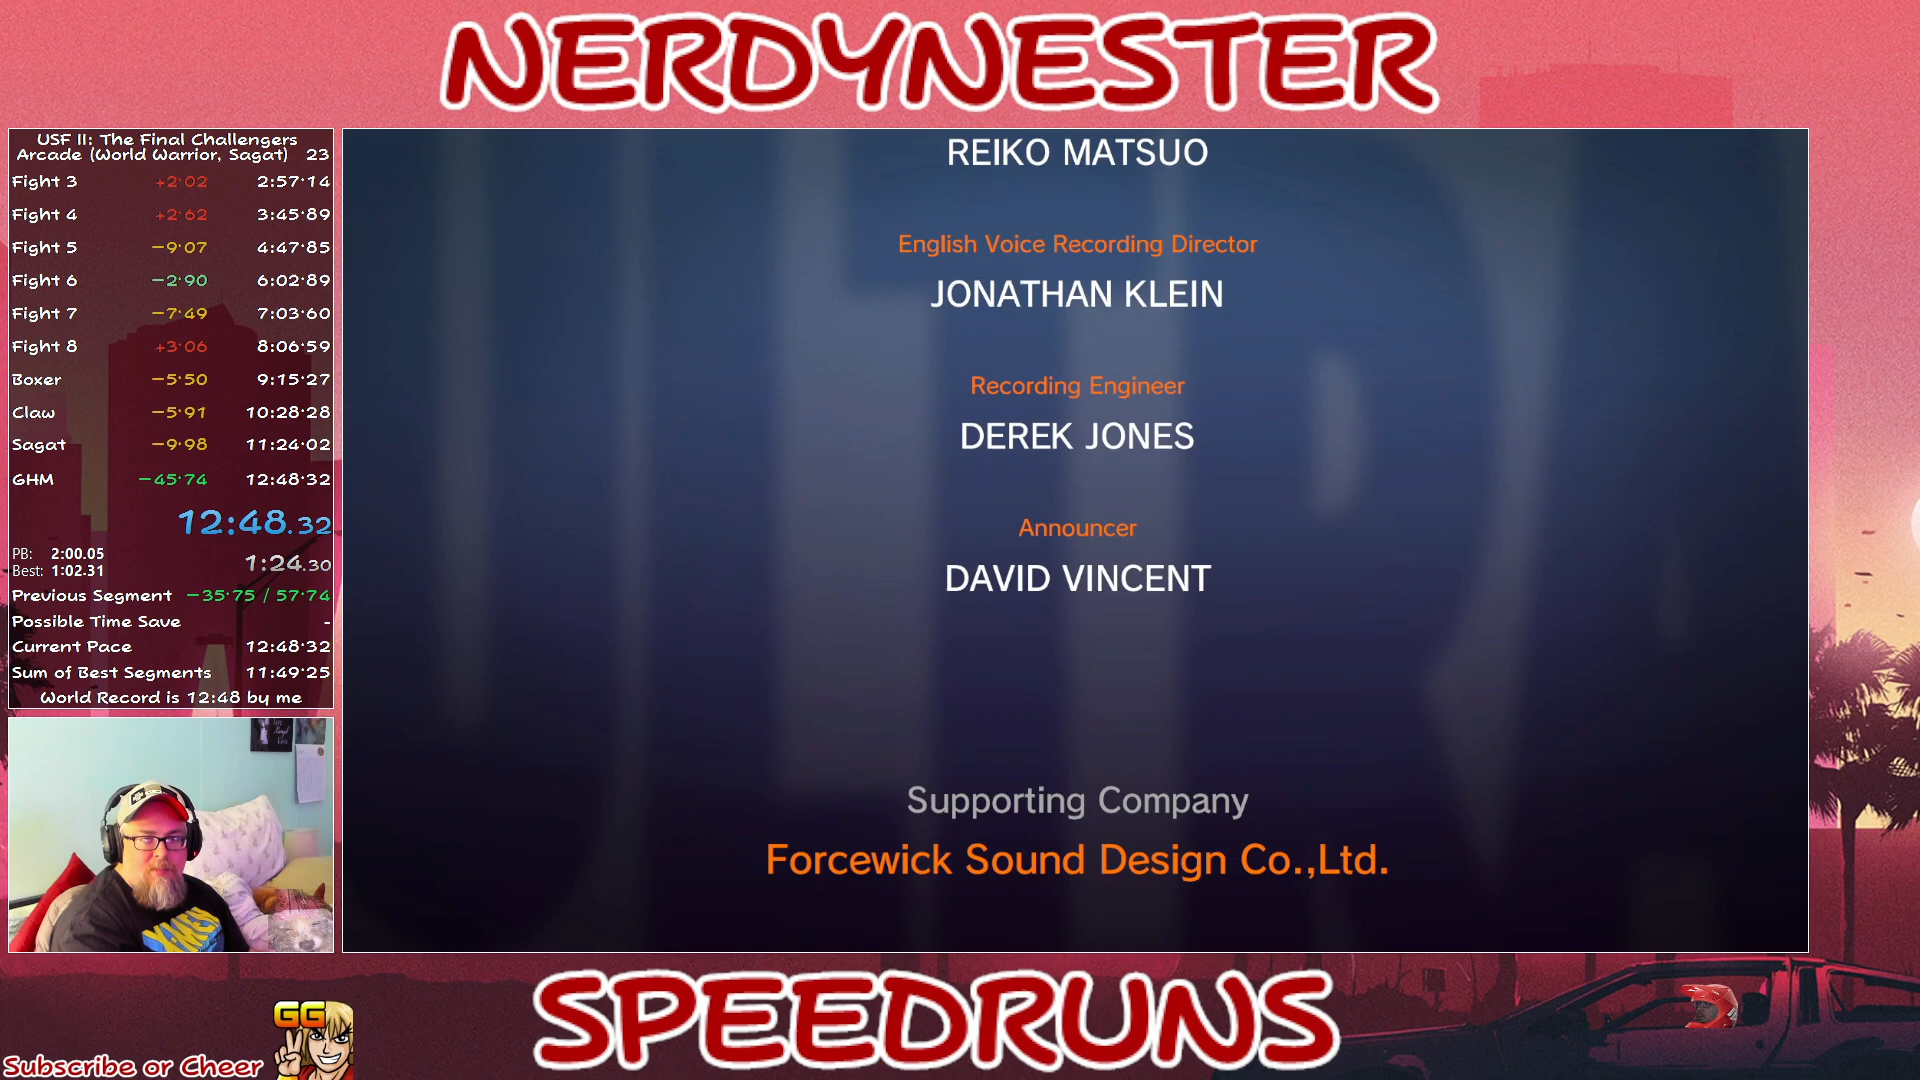 NERDYNESTER
USF II: The Final Challengers
Arcade (World Warrior, Sagat) 23
Fight 3 +2.02 2:57.14
Fight 4 +2.62 3:45.89
Fight 5 −9.07 4:47.85
Fight 6 −2.90 6:02.89
Fight 7 −7.49 7:03.60
Fight 8 +3.06 8:06.59
Boxer −5.50 9:15.27
Claw −5.91 10:28.28
Sagat −9.98 11:24.02
GHM −45.74 12:48.32
12:48.32
PB: 2:00.05
Best: 1:02.31
1:24.30
Previous Segment −35.75 / 57.74
Possible Time Save -
Current Pace 12:48.32
Sum of Best Segments 11:49.25
World Record is 12:48 by me
REIKO MATSUO
English Voice Recording Director
JONATHAN KLEIN
Recording Engineer
DEREK JONES
Announcer
DAVID VINCENT
Supporting Company
Forcewick Sound Design Co.,Ltd.
X-MEN
GG
Subscribe or Cheer
SPEEDRUNS